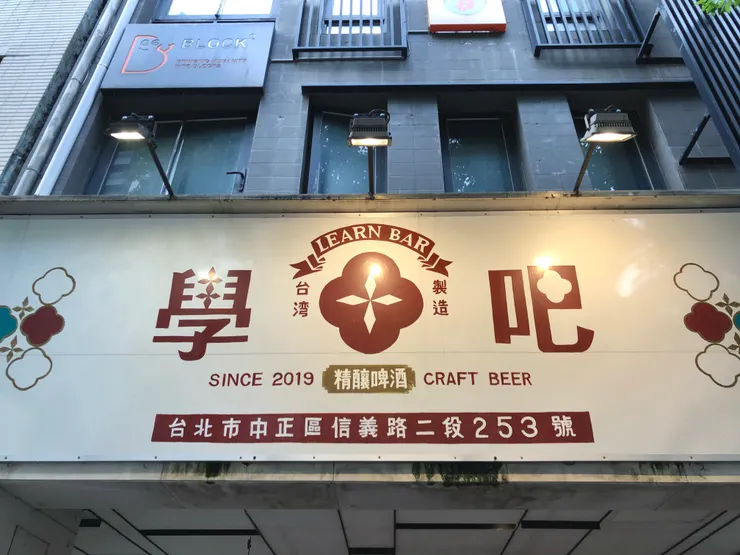 BLOCK
LEARN BAR
學 吧
台湾 製造
SINCE 2019 精釀啤酒 CRAFT BEER
台北市中正區信義路二段253號